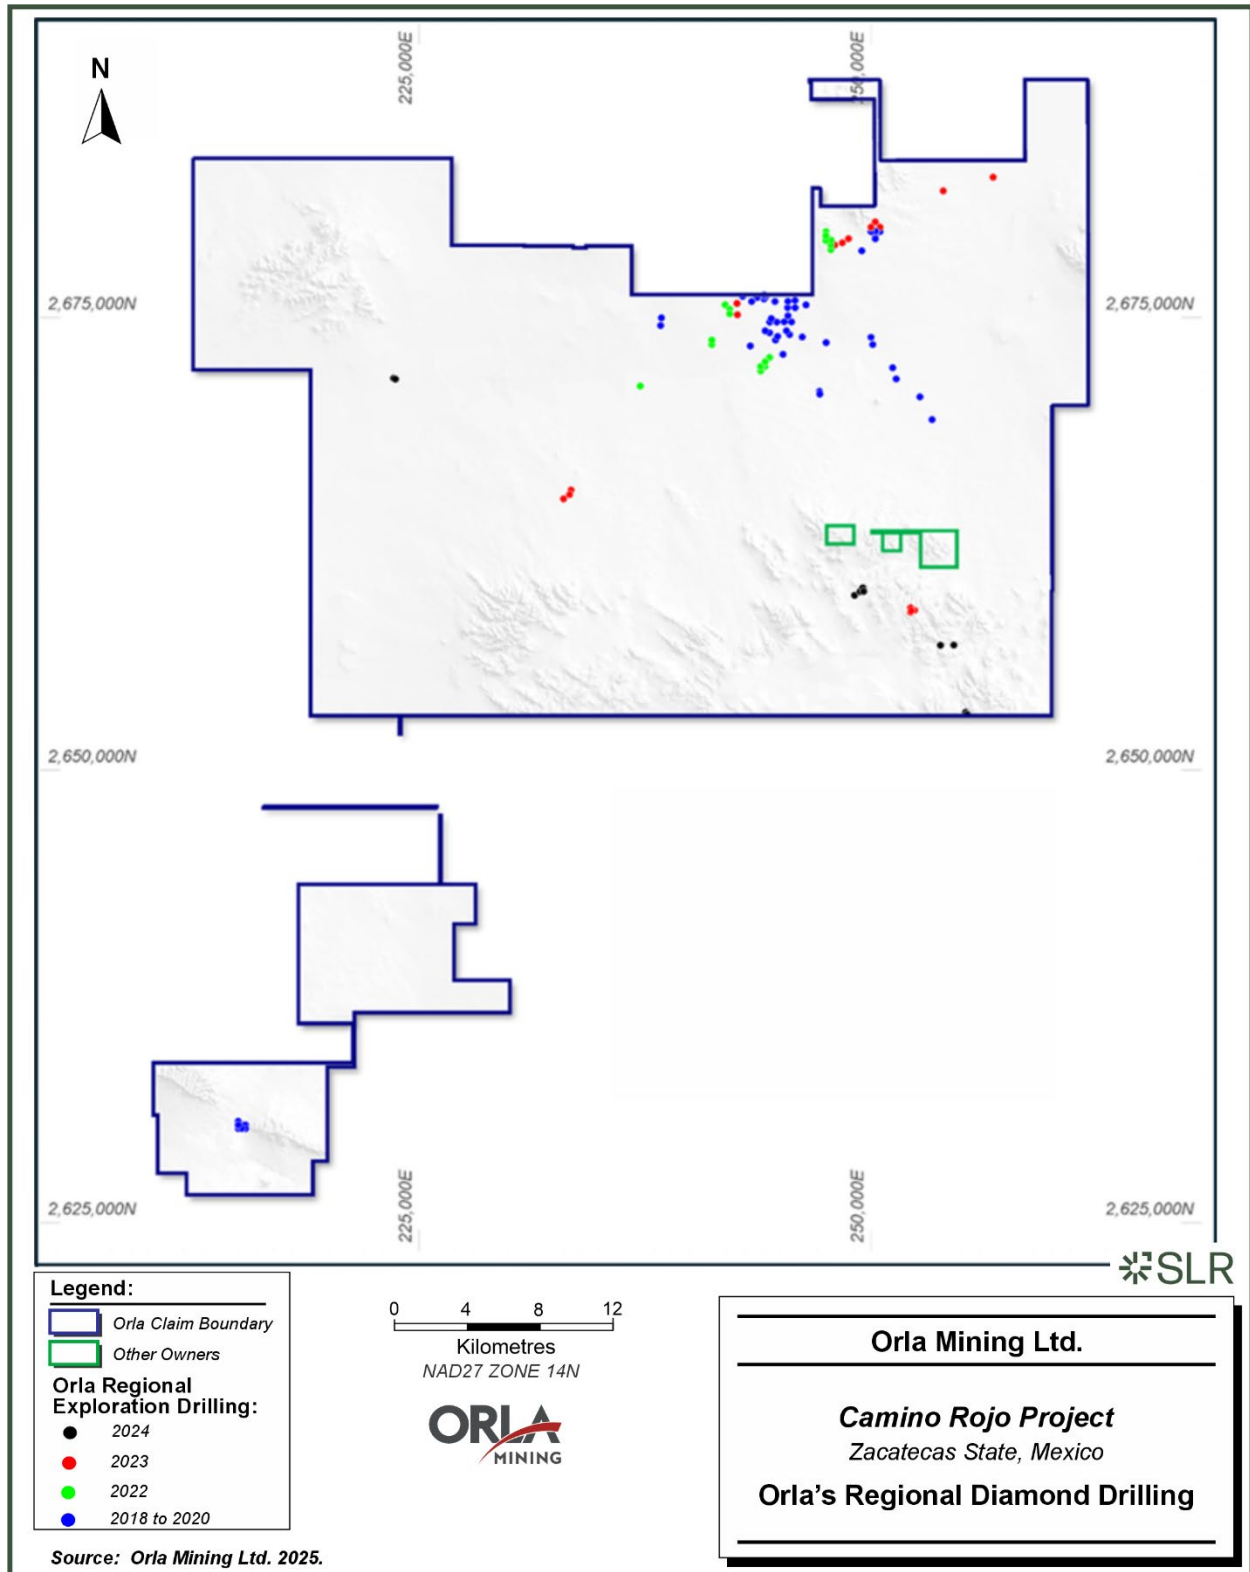 N
225,000E
250,000E
2,675,000N
2,675,000N
2,650,000N
2,650,000N
2,625,000N
2,625,000N
225,000E
250,000E
SLR
Legend:
Orla Claim Boundary
Other Owners
Orla Regional
Exploration Drilling:
2024
2023
2022
2018 to 2020
Source: Orla Mining Ltd. 2025.
0 4 8 12
Kilometres
NAD27 ZONE 14N
ORLA
MINING
Orla Mining Ltd.
Camino Rojo Project
Zacatecas State, Mexico
Orla's Regional Diamond Drilling